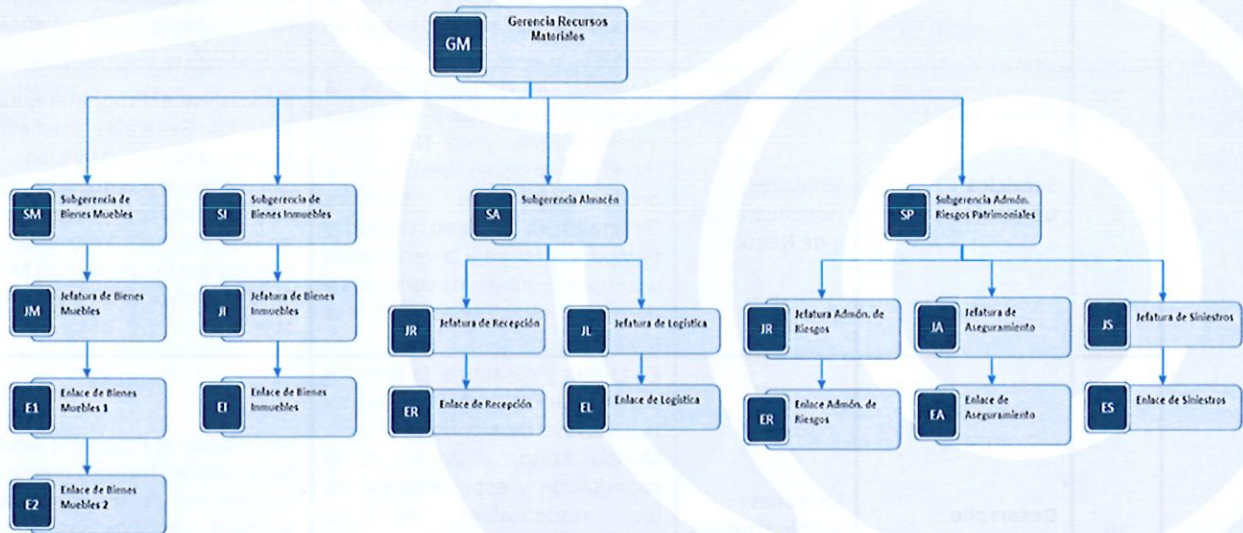 GM
Gerencia Recursos
Materiales
SM
Subgerencia de
Bienes Muebles
SI
Subgerencia de
Bienes Inmuebles
SA
Subgerencia Almacén
SP
Subgerencia Admón.
Riesgos Patrimoniales
JM
Jefatura de Bienes
Muebles
JI
Jefatura de Bienes
Inmuebles
JR
Jefatura de Recepción
JL
Jefatura de Logística
JR
Jefatura Admón. de
Riesgos
JA
Jefatura de
Aseguramiento
JS
Jefatura de Siniestros
E1
Enlace de Bienes
Muebles 1
EI
Enlace de Bienes
Inmuebles
ER
Enlace de Recepción
EL
Enlace de Logística
ER
Enlace Admón. de
Riesgos
EA
Enlace de
Aseguramiento
ES
Enlace de Siniestros
E2
Enlace de Bienes
Muebles 2
Desarrollo